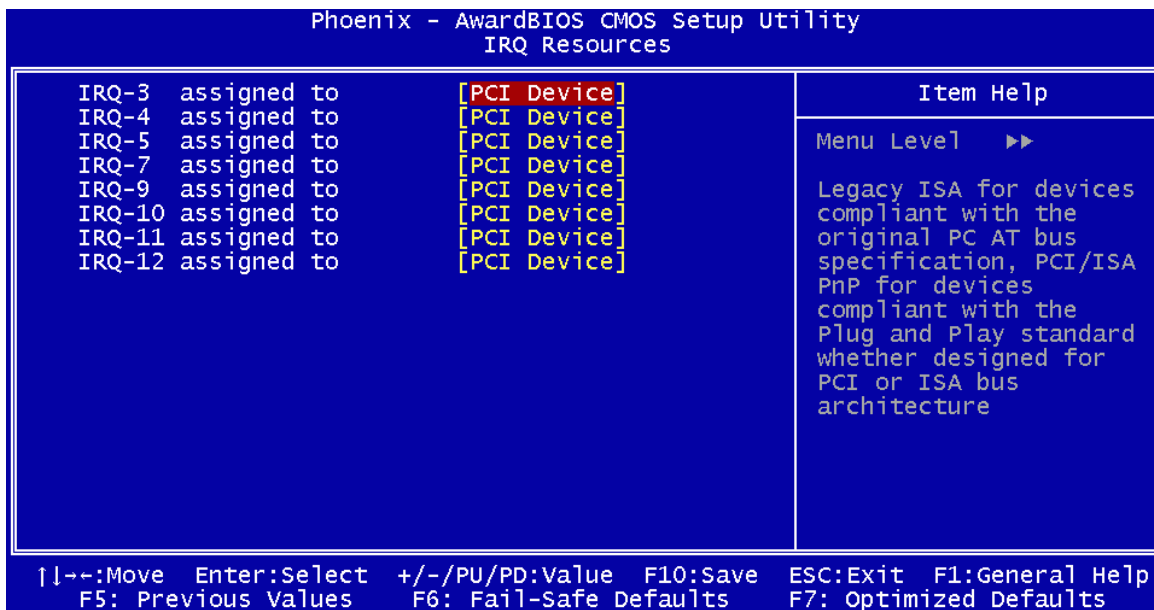 Phoenix - AwardBIOS CMOS Setup Utility
IRQ Resources
IRQ-3 assigned to [PCI Device]
IRQ-4 assigned to [PCI Device]
IRQ-5 assigned to [PCI Device]
IRQ-7 assigned to [PCI Device]
IRQ-9 assigned to [PCI Device]
IRQ-10 assigned to [PCI Device]
IRQ-11 assigned to [PCI Device]
IRQ-12 assigned to [PCI Device]
Item Help
Menu Level ▶▶
Legacy ISA for devices
compliant with the
original PC AT bus
specification, PCI/ISA
PnP for devices
compliant with the
Plug and Play standard
whether designed for
PCI or ISA bus
architecture
↑↓→←:Move Enter:Select +/-/PU/PD:Value F10:Save ESC:Exit F1:General Help
F5: Previous Values F6: Fail-Safe Defaults F7: Optimized Defaults